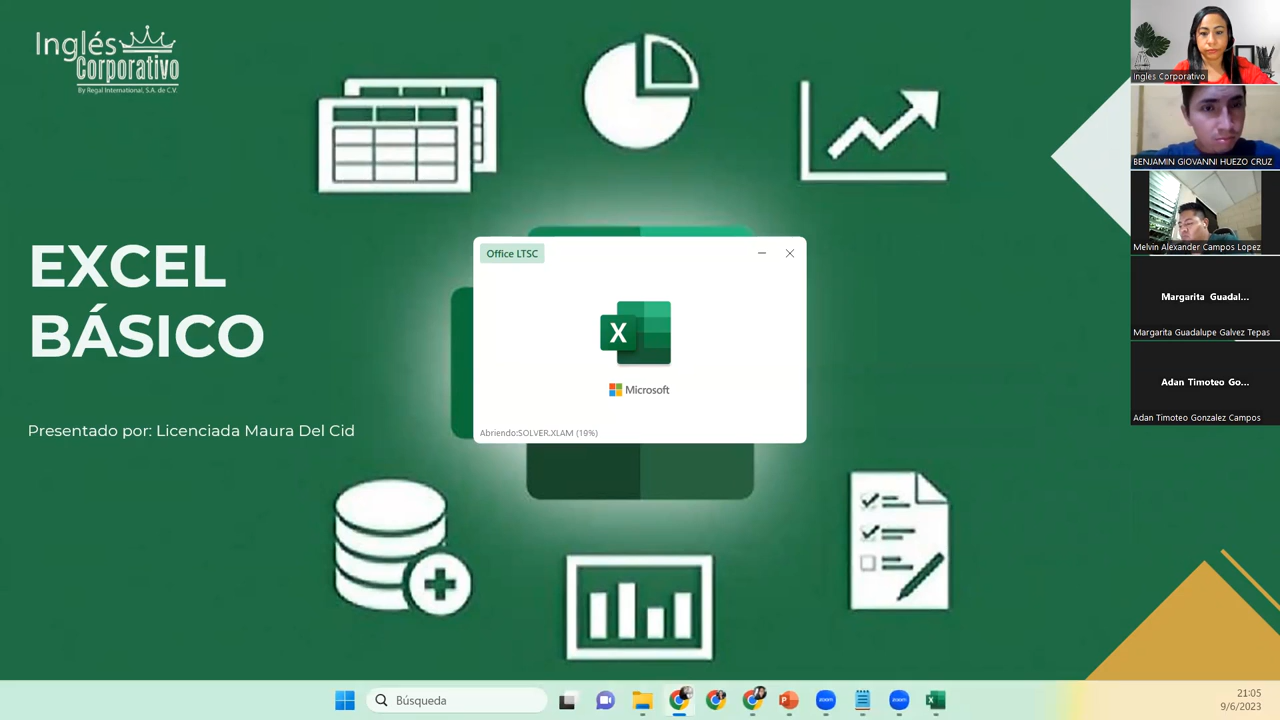 Inglés
Corporativo
By Regal International, S.A. de C.V.
EXCEL
BÁSICO
Presentado por: Licenciada Maura Del Cid
Office LTSC
X
Microsoft
Abriendo:SOLVER.XLAM (19%)
Ingles Corporativo
BENJAMIN GIOVANNI HUEZO CRUZ
Melvin Alexander Campos Lopez
Margarita Guadal...
Margarita Guadalupe Galvez Tepas
Adan Timoteo Go...
Adan Timoteo Gonzalez Campos
Búsqueda
zoom
zoom
21:05
9/6/2023